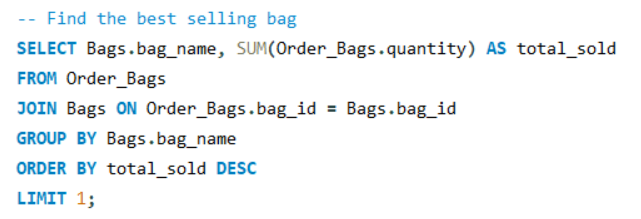 -- Find the best selling bag
SELECT Bags.bag_name, SUM(Order_Bags.quantity) AS total_sold
FROM Order_Bags
JOIN Bags ON Order_Bags.bag_id = Bags.bag_id
GROUP BY Bags.bag_name
ORDER BY total_sold DESC
LIMIT 1;